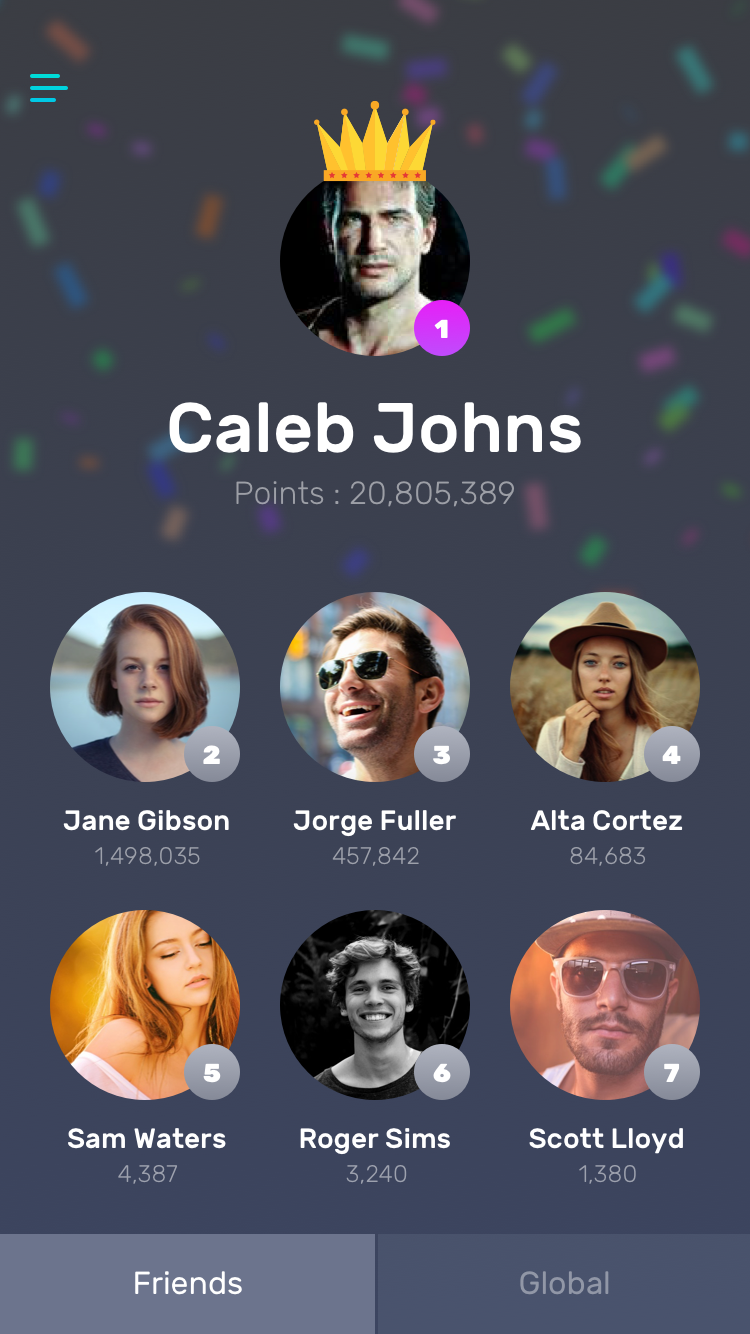 1
Caleb Johns
Points : 20,805,389
2
3
4
Jane Gibson
Jorge Fuller
Alta Cortez
1,498,035
457,842
84,683
5
6
7
Sam Waters
Roger Sims
Scott Lloyd
4,387
3,240
1,380
Friends
Global